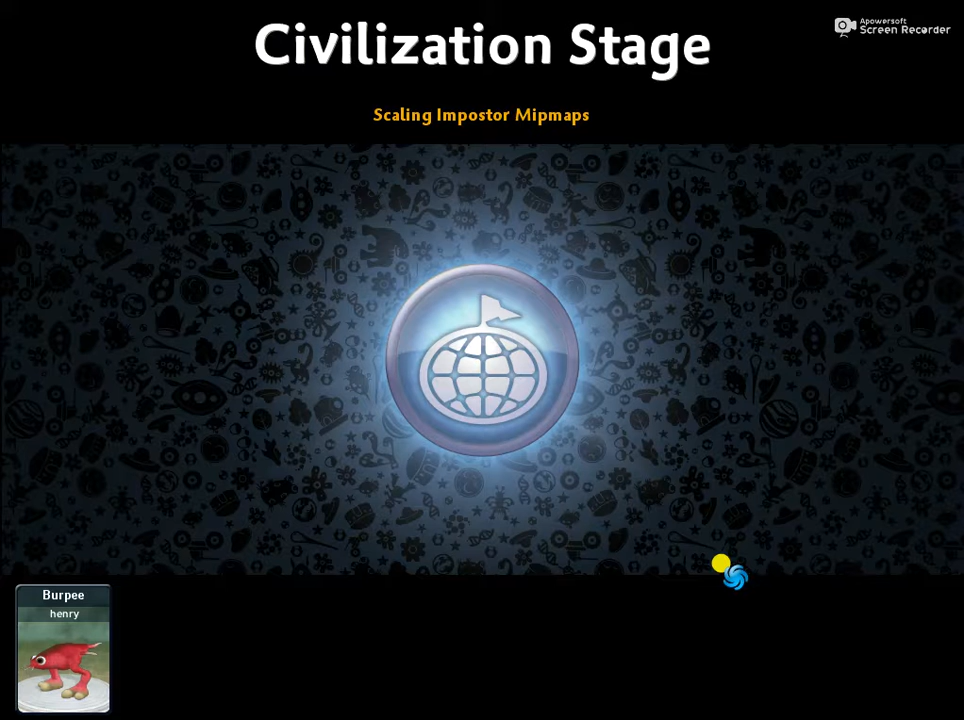 Civilization Stage
Apowersoft
Screen Recorder
Scaling Impostor Mipmaps
Burpee
henry